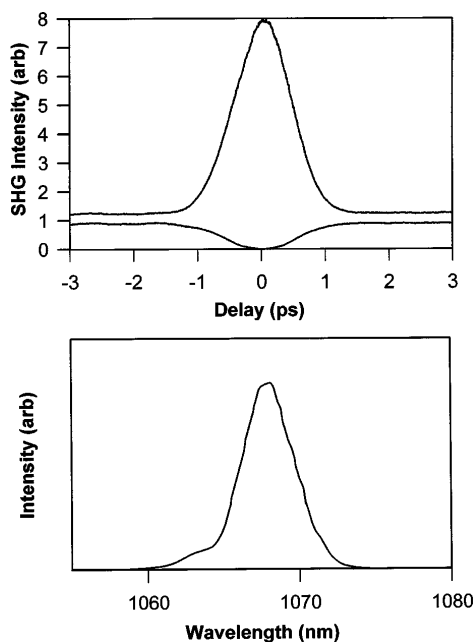 8
7
6
5
4
3
2
1
0
SHG Intensity (arb)
-3 -2 -1 0 1 2 3
Delay (ps)
Intensity (arb)
1060 1070 1080
Wavelength (nm)